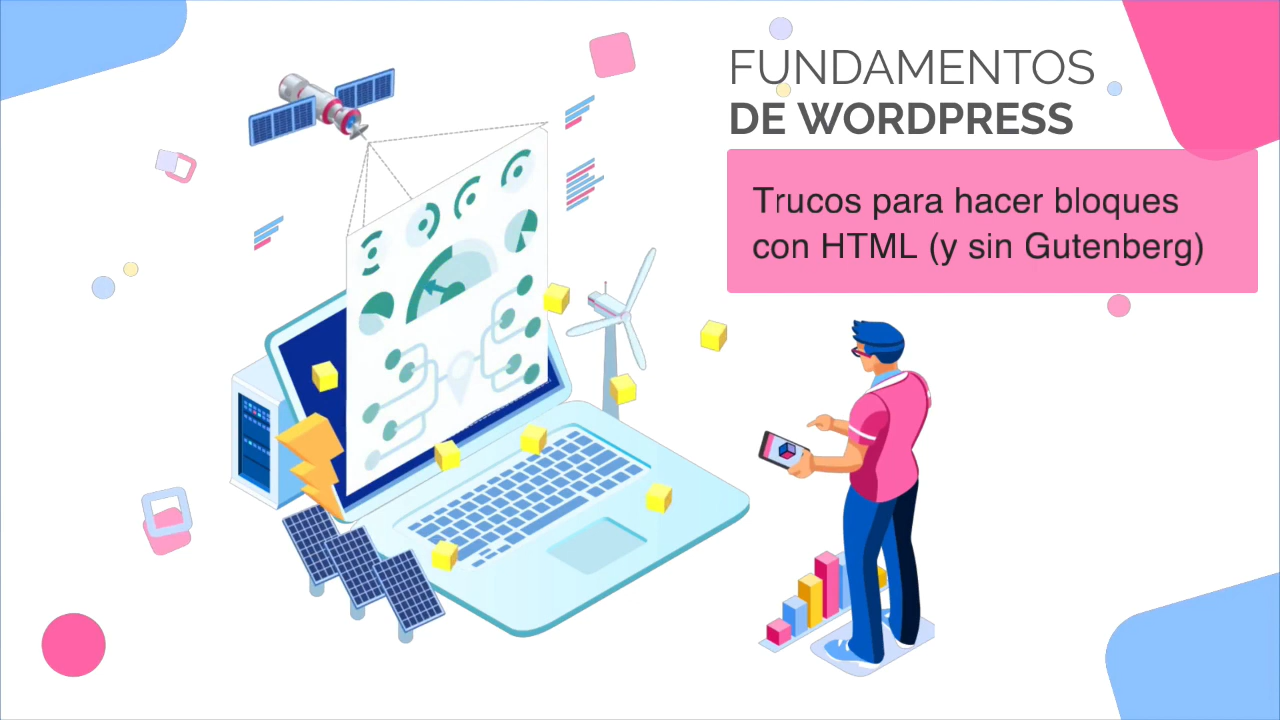 FUNDAMENTOS
DE WORDPRESS
Trucos para hacer bloques
con HTML (y sin Gutenberg)